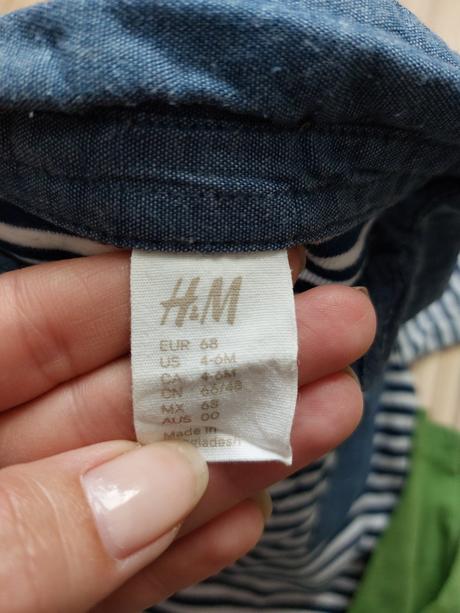 H&M
EUR 68
US 4-6M
CA 4-6M
CN 66/48
MX 68
AUS 00
Made in